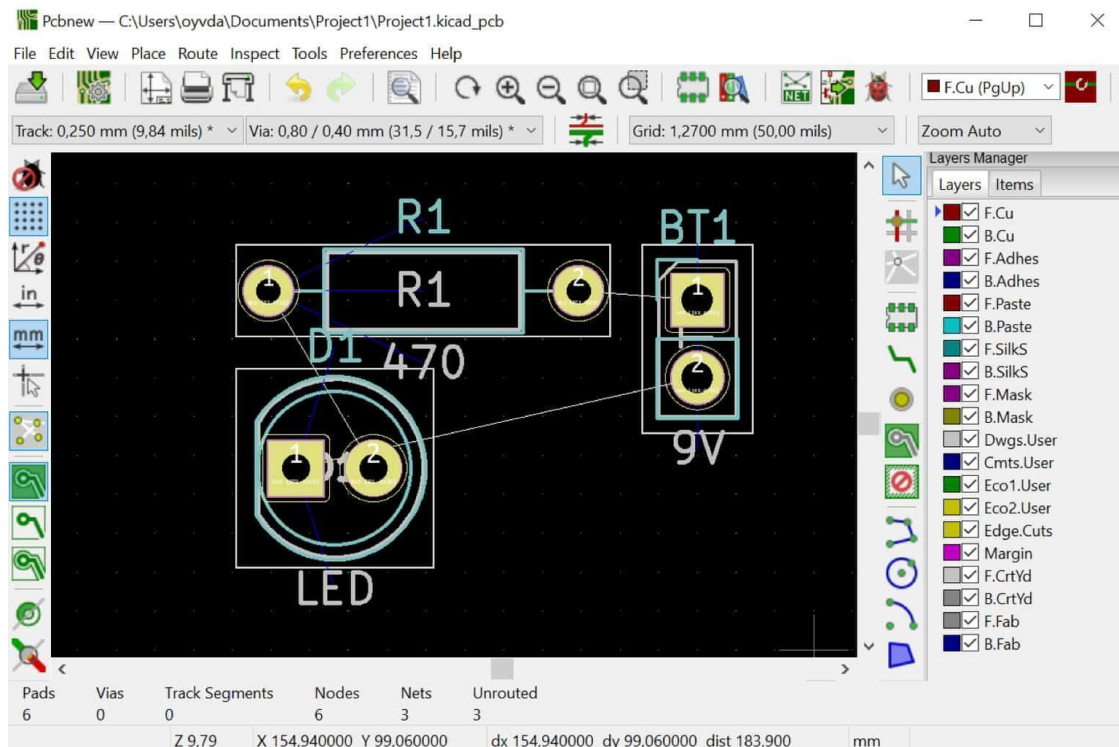 Pcbnew — C:\Users\oyvda\Documents\Project1\Project1.kicad_pcb
File Edit View Place Route Inspect Tools Preferences Help
NET
F.Cu (PgUp)
Track: 0,250 mm (9,84 mils) *
Via: 0,80 / 0,40 mm (31,5 / 15,7 mils) *
Grid: 1,2700 mm (50,00 mils)
Zoom Auto
Layers Manager
Layers Items
F.Cu
B.Cu
F.Adhes
B.Adhes
F.Paste
B.Paste
F.SilkS
B.SilkS
F.Mask
B.Mask
Dwgs.User
Cmts.User
Eco1.User
Eco2.User
Edge.Cuts
Margin
F.CrtYd
B.CrtYd
F.Fab
B.Fab
in
mm
R1
BT1
1
R1
2
1
D1
470
2
9V
1
2
LED
Pads Vias Track Segments Nodes Nets Unrouted
6 0 0 6 3 3
Z 9,79 X 154,940000 Y 99,060000 dx 154,940000 dy 99,060000 dist 183,900 mm